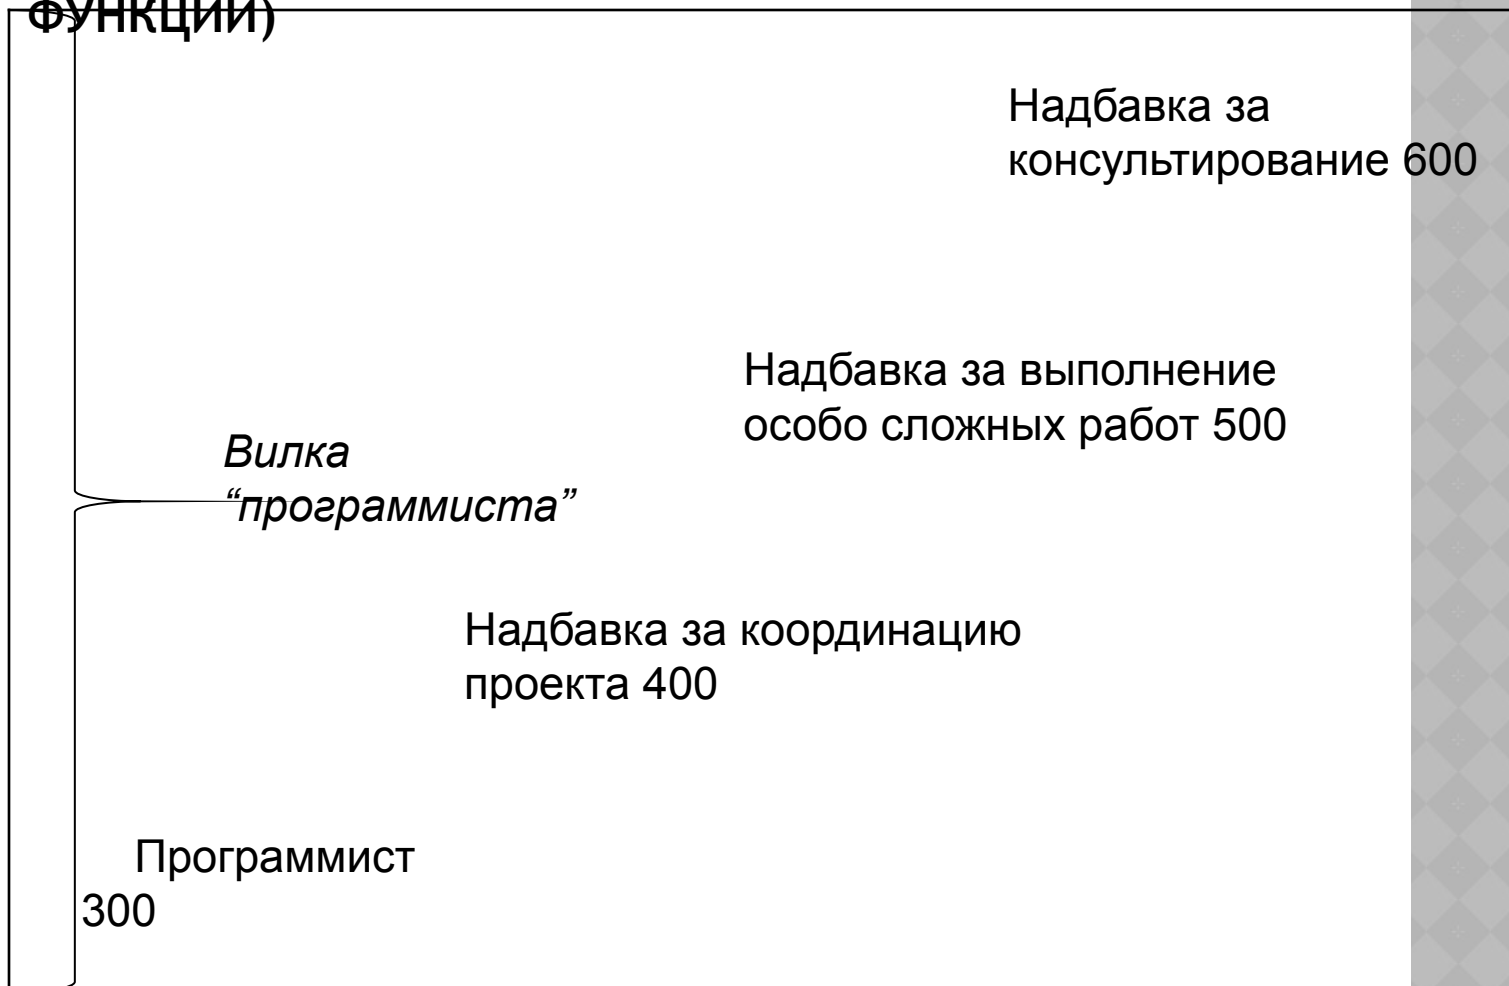 ФУНКЦИИ)
Надбавка за
консультирование 600
Надбавка за выполнение
особо сложных работ 500
Вилка
“программиста”
Надбавка за координацию
проекта 400
Программист
300